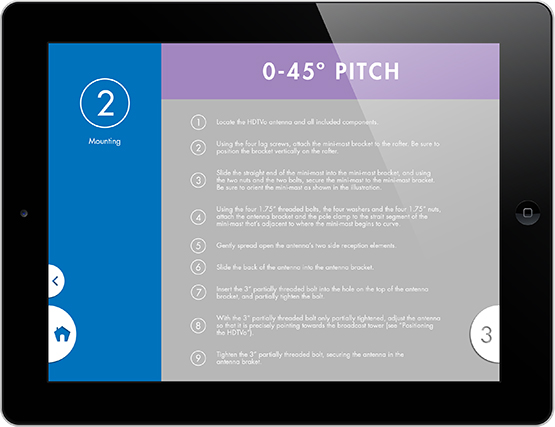 2
Mounting
0-45° PITCH
1 Locate the HDTVa antenna and all included components.
2 Using the four lag screws, attach the mini-mast bracket to the rafter. Be sure to
position the bracket vertically on the rafter.
3 Slide the straight end of the mini-mast into the mini-mast bracket, and using
the two nuts and the two bolts, secure the mini-mast to the mini-mast bracket.
Be sure to orient the mini-mast as shown in the illustration.
4 Using the four 1.75" threaded bolts, the four washers and the four 1.75" nuts,
attach the antenna bracket and the pole clamp to the strait segment of the
mini-mast that's adjacent to where the mini-mast begins to curve.
5 Gently spread open the antenna's two side reception elements.
6 Slide the back of the antenna into the antenna bracket.
7 Insert the 3" partially threaded bolt into the hole on the top of the antenna
bracket, and partially tighten the bolt.
8 With the 3" partially threaded bolt only partially tightened, adjust the antenna
so that it is precisely pointing towards the broadcast tower (see "Positioning
the HDTVa").
9 Tighten the 3" partially threaded bolt, securing the antenna in the
antenna braket.
3